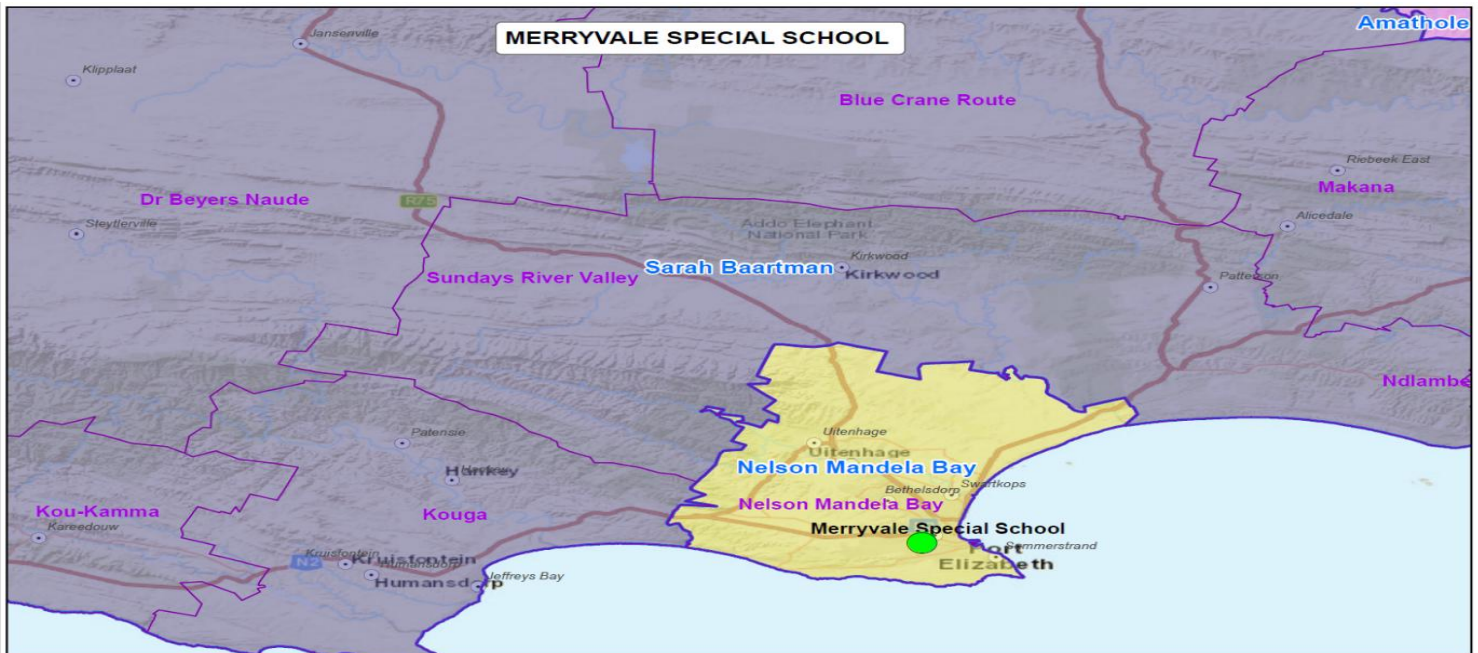 Amathole
MERRYVALE SPECIAL SCHOOL
Jansenville
Klipplaat
Blue Crane Route
Riebeek East
Makana
Dr Beyers Naude
R75
Alicedale
Steytlerville
Addo Elephant
National Park
Kirkwood
Sarah Baartman
Kirkwood
Sundays River Valley
Patterson
Ndlambe
Patensie
Uitenhage
Uitenhage
Nelson Mandela Bay
Hankey
Bethelsdorp
Swartkops
Nelson Mandela Bay
Kou-Kamma
Kouga
Kareedouw
Merryvale Special School
Port
Elizabeth
Summerstrand
Kruisfontein
Kruisfontein
N2
Humansdorp
Humansdorp
Jeffreys Bay